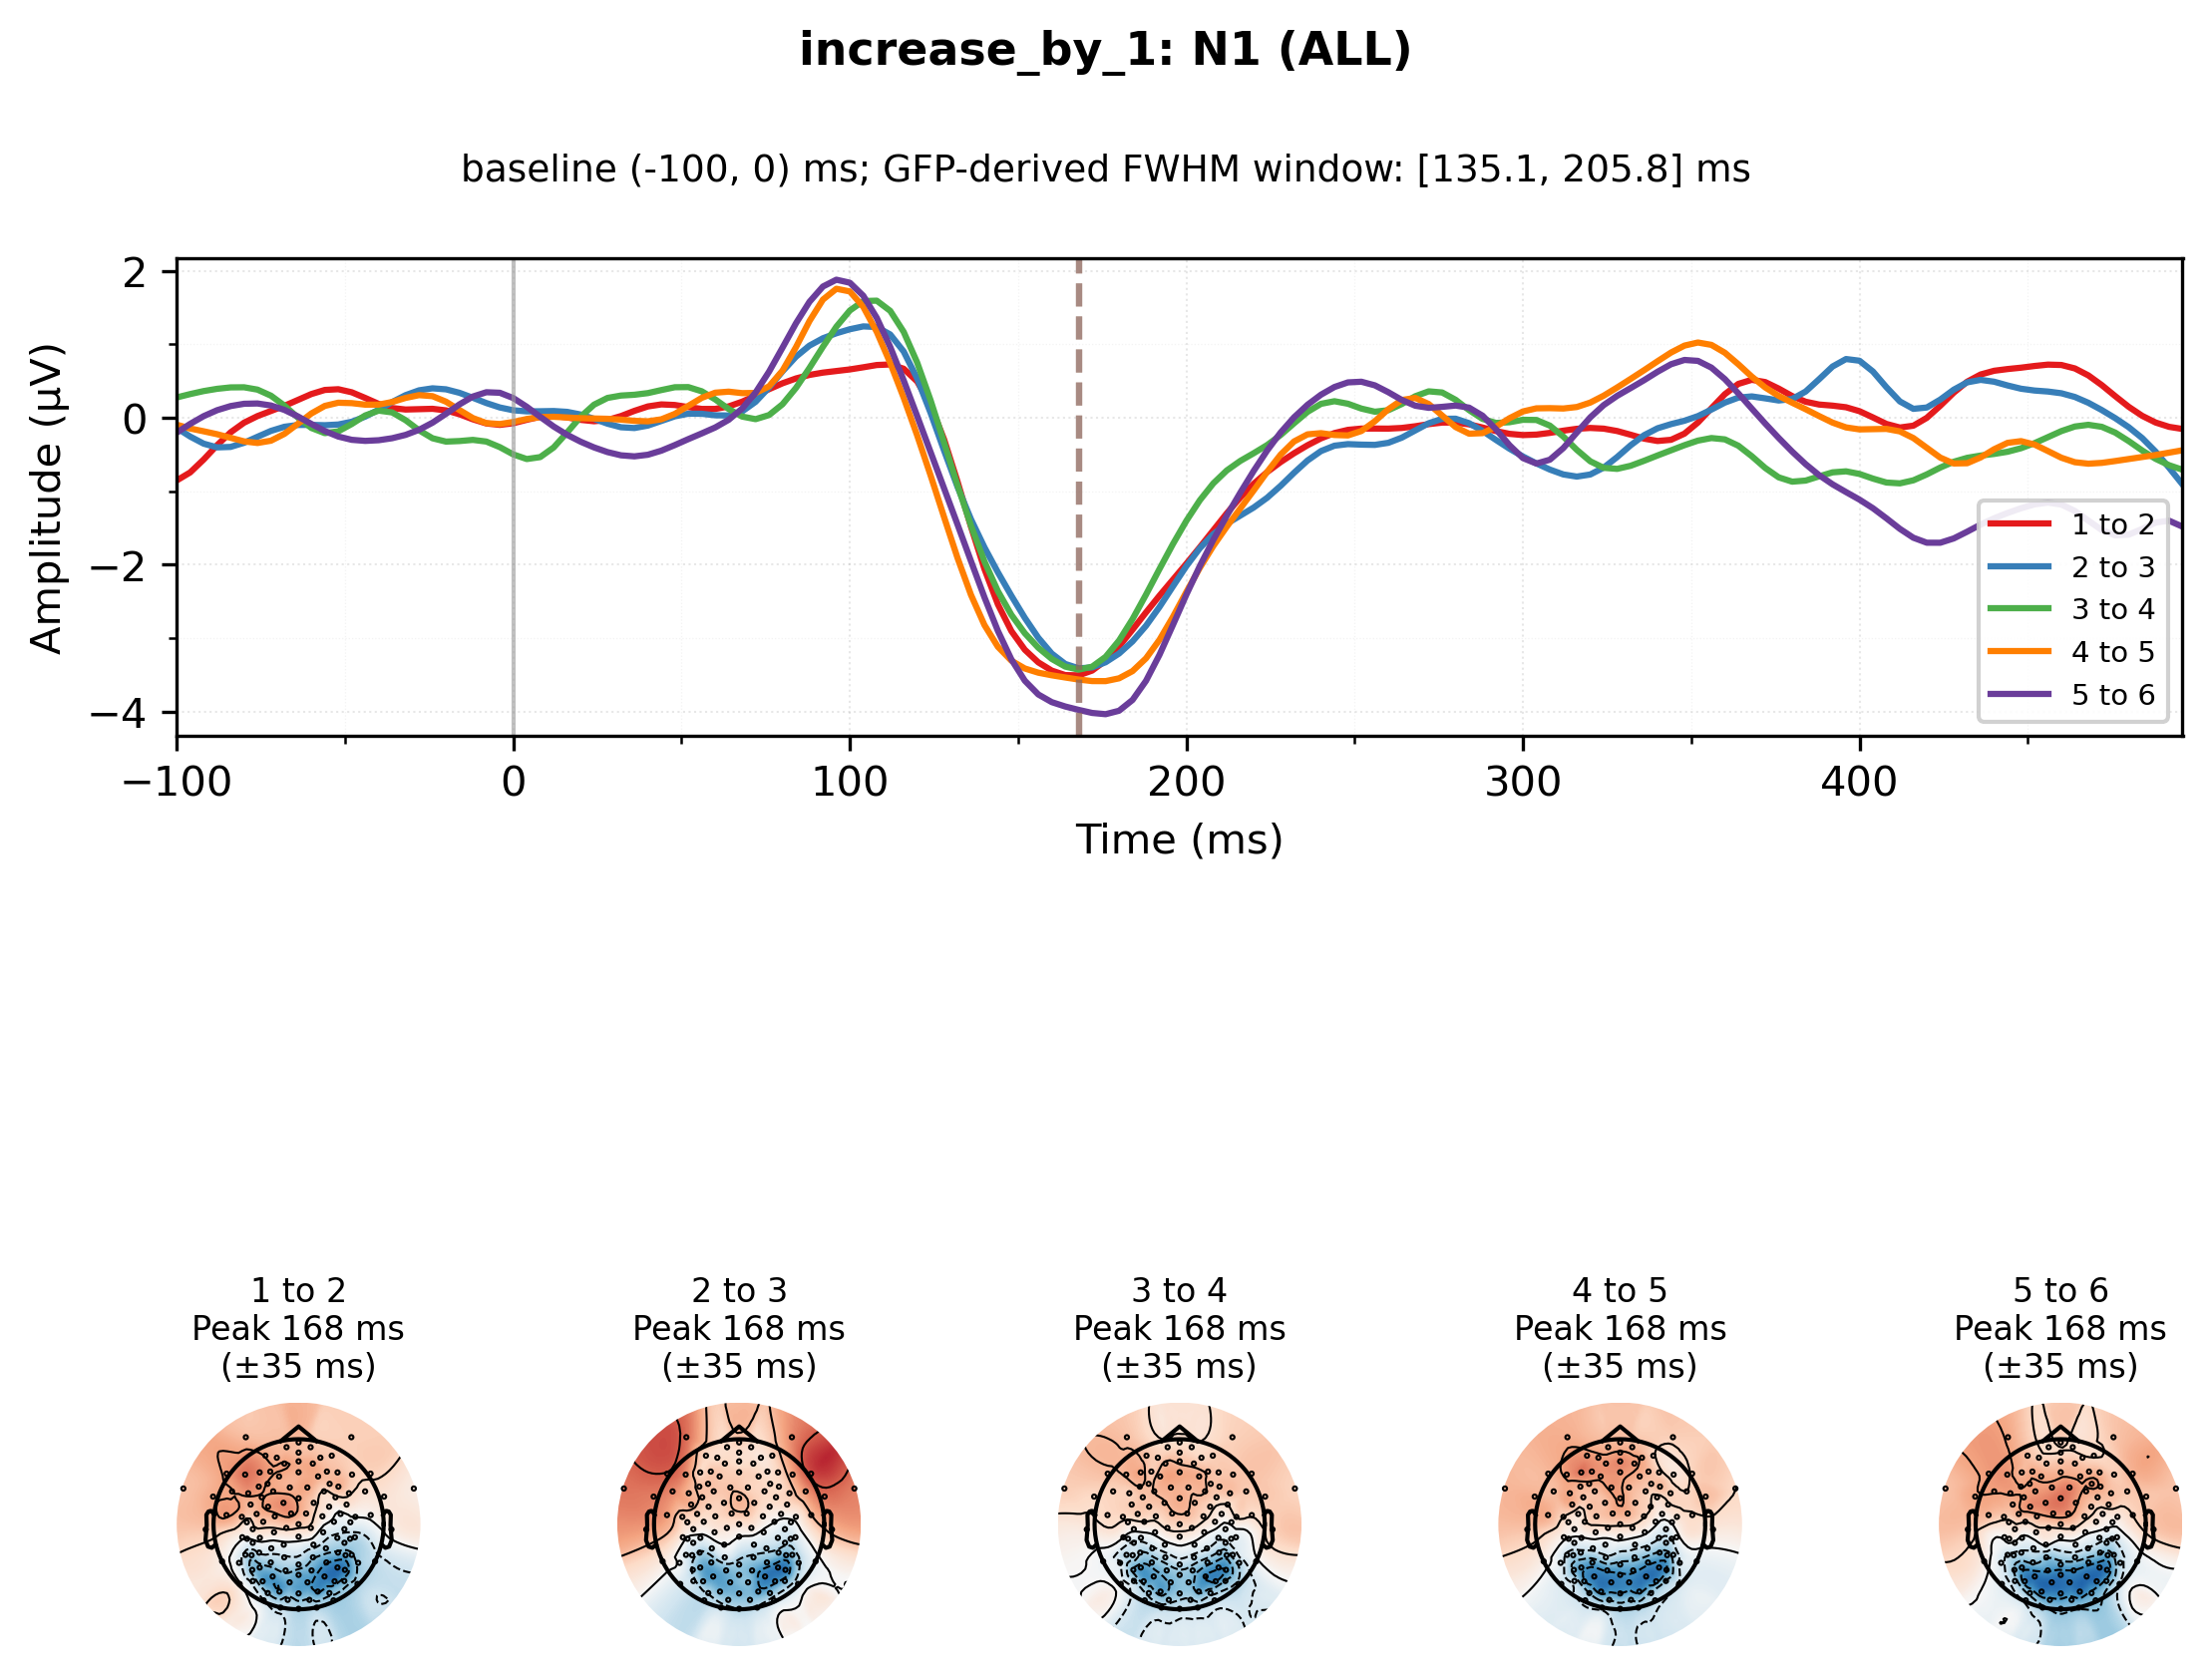 increase_by_1: N1 (ALL)
baseline (-100, 0) ms; GFP-derived FWHM window: [135.1, 205.8] ms
Amplitude (μV)
2
0
−2
−4
−100 0 100 200 300 400
Time (ms)
1 to 2
2 to 3
3 to 4
4 to 5
5 to 6
1 to 2
Peak 168 ms
(±35 ms)
2 to 3
Peak 168 ms
(±35 ms)
3 to 4
Peak 168 ms
(±35 ms)
4 to 5
Peak 168 ms
(±35 ms)
5 to 6
Peak 168 ms
(±35 ms)